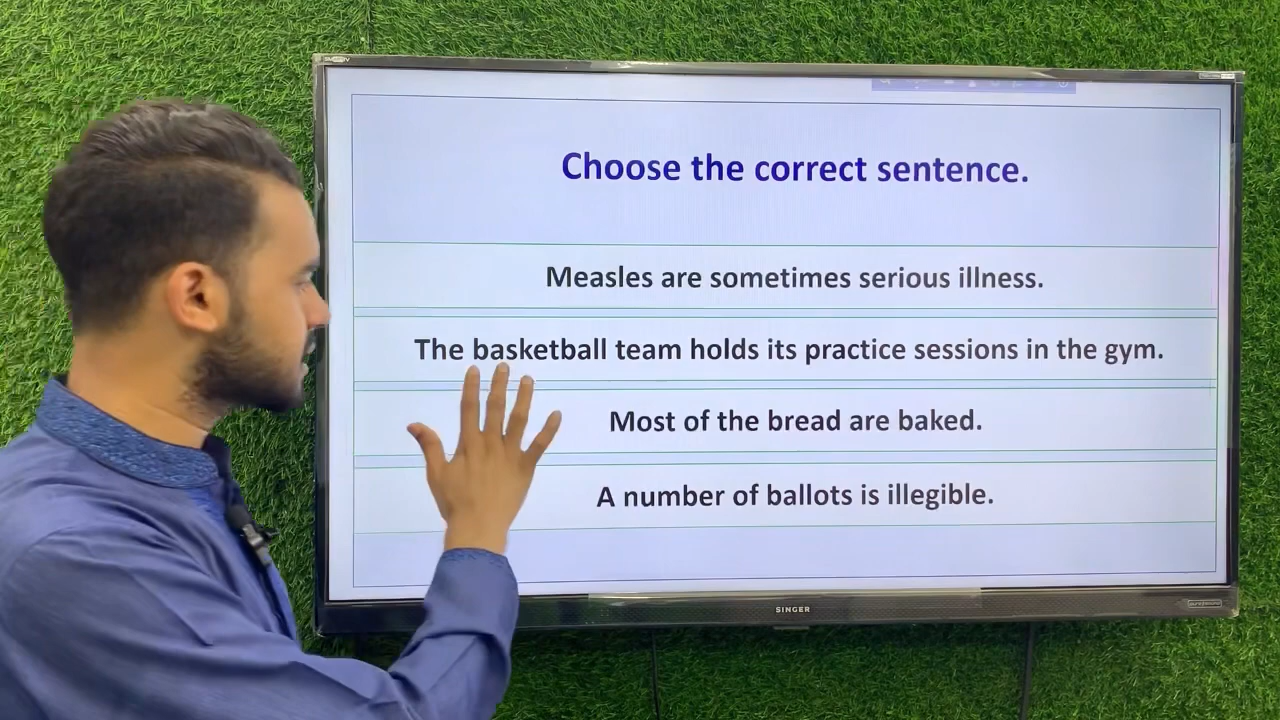 Choose the correct sentence.
Measles are sometimes serious illness.
The basketball team holds its practice sessions in the gym.
Most of the bread are baked.
A number of ballots is illegible.
SINGER